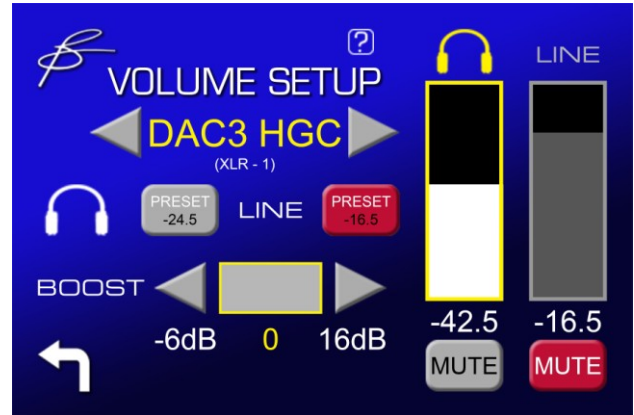 ?
VOLUME SETUP
DAC3 HGC
(XLR - 1)
PRESET
-24.5
LINE
PRESET
-16.5
BOOST
-6dB
0
16dB
LINE
-42.5
-16.5
MUTE
MUTE